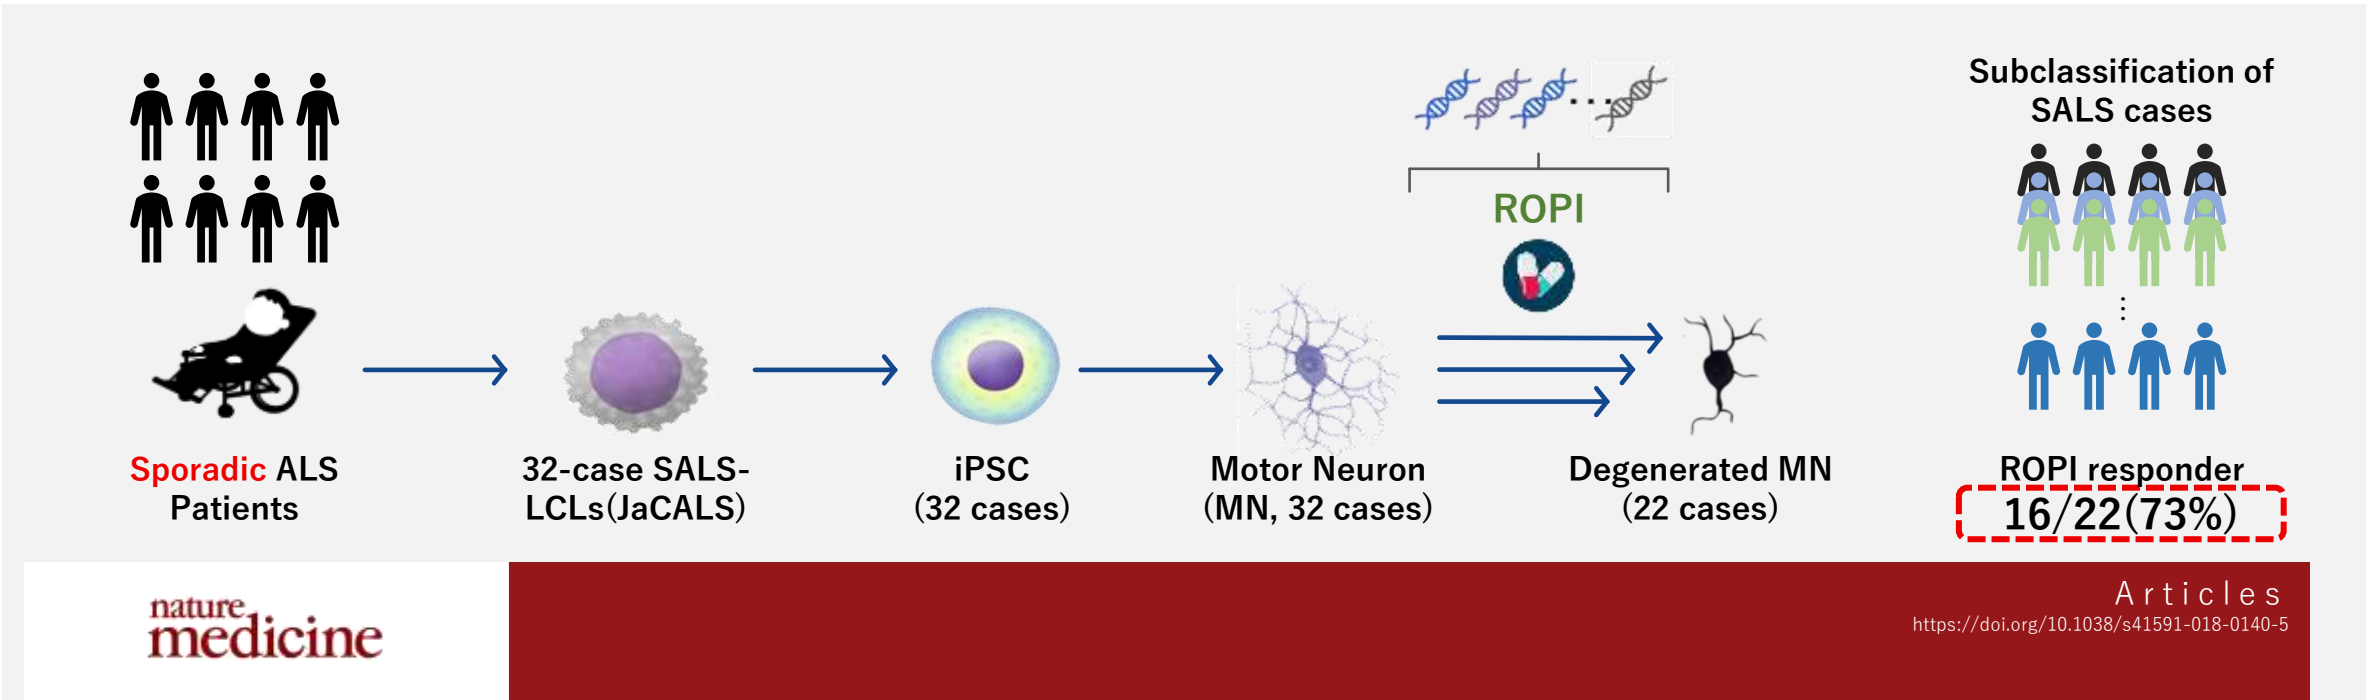 Subclassification of
SALS cases
ROPI
Sporadic ALS
Patients
32-case SALS-
LCLs(JaCALS)
iPSC
(32 cases)
Motor Neuron
(MN, 32 cases)
Degenerated MN
(22 cases)
ROPI responder
16/22(73%)
nature
medicine
Articles
https://doi.org/10.1038/s41591-018-0140-5